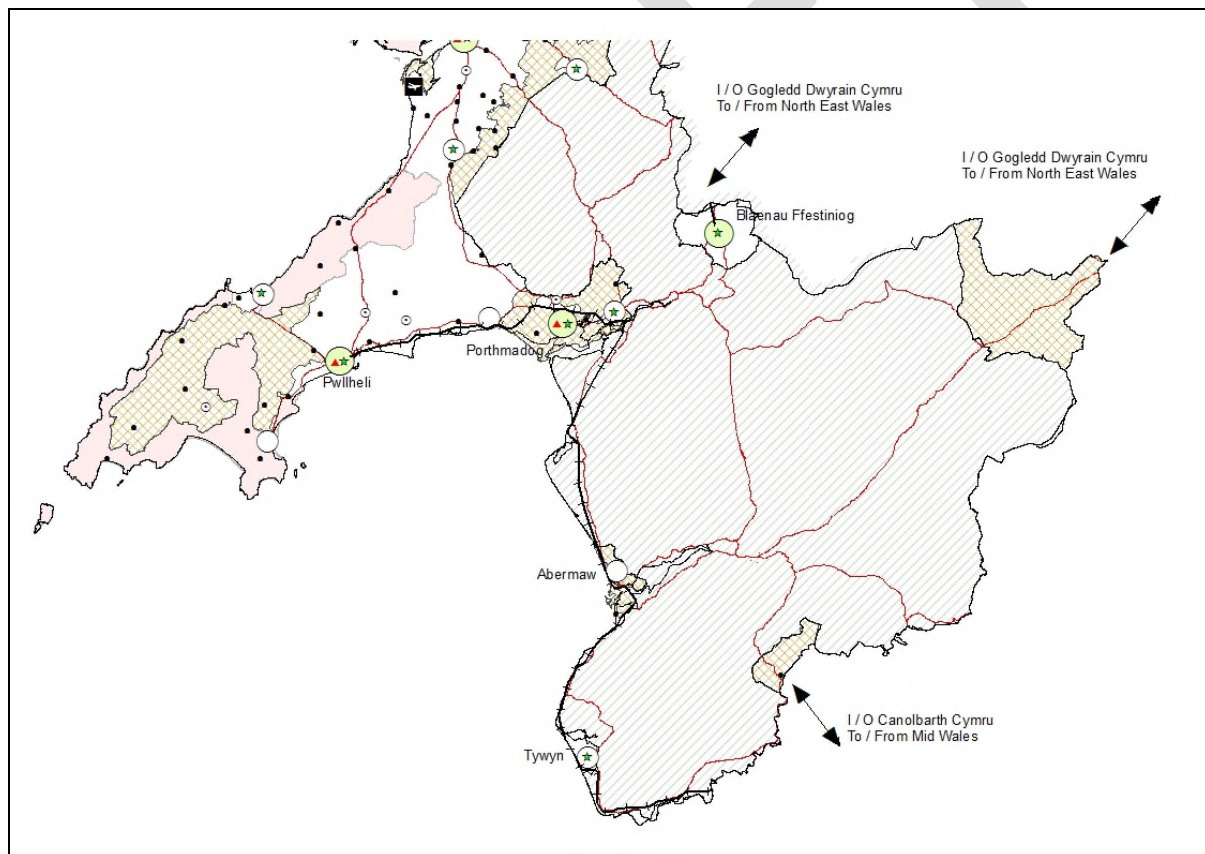 I / O Gogledd Dwyrain Cymru
To / From North East Wales
I / O Gogledd Dwyrain Cymru
To / From North East Wales
Blaenau Ffestiniog
Porthmadog
Pwllheli
Abermaw
I / O Canolbarth Cymru
To / From Mid Wales
Tywyn